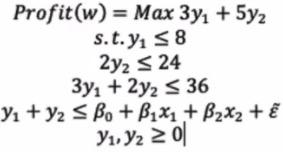 Profit(w) = Max 3y₁ + 5y₂
s.t. y₁ ≤ 8
2y₂ ≤ 24
3y₁ + 2y₂ ≤ 36
y₁ + y₂ ≤ β₀ + β₁x₁ + β₂x₂ + ε̃
y₁, y₂ ≥ 0